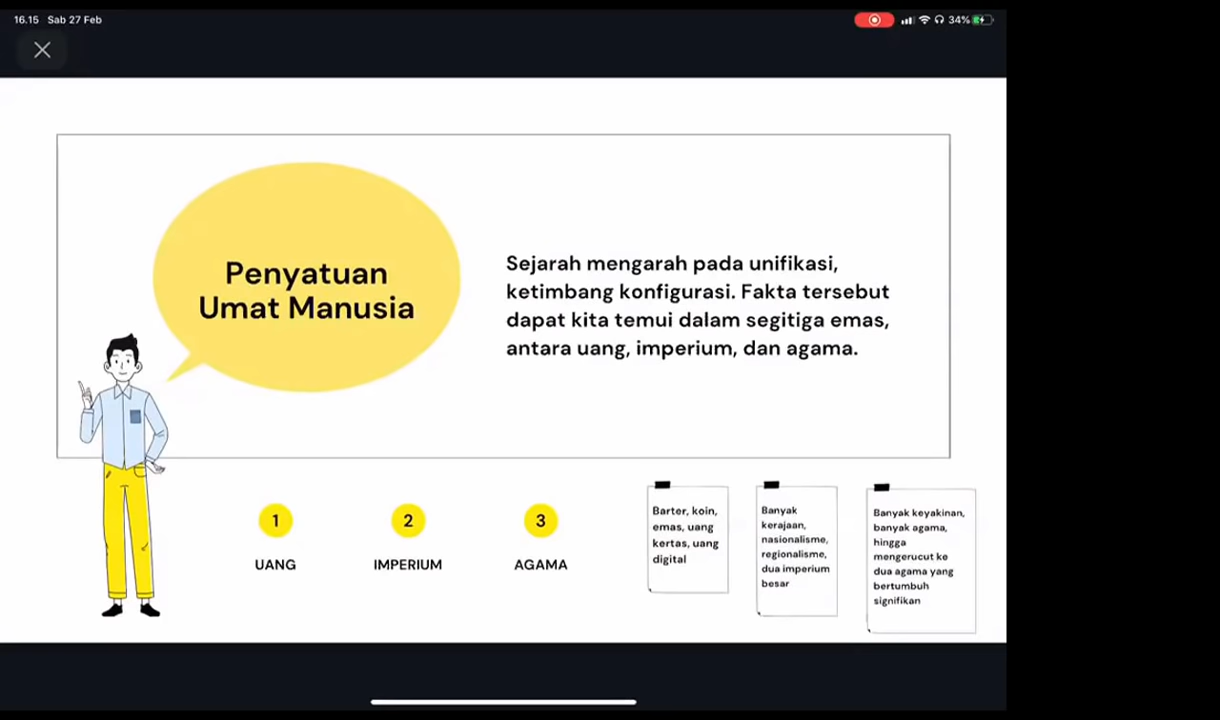 16.15 Sab 27 Feb
34%
Penyatuan
Umat Manusia
Sejarah mengarah pada unifikasi,
ketimbang konfigurasi. Fakta tersebut
dapat kita temui dalam segitiga emas,
antara uang, imperium, dan agama.
1
UANG
2
IMPERIUM
3
AGAMA
Barter, koin,
emas, uang
kertas, uang
digital
Banyak
kerajaan,
nasionalisme,
regionalisme,
dua imperium
besar
Banyak keyakinan,
banyak agama,
hingga
mengerucut ke
dua agama yang
bertumbuh
signifikan